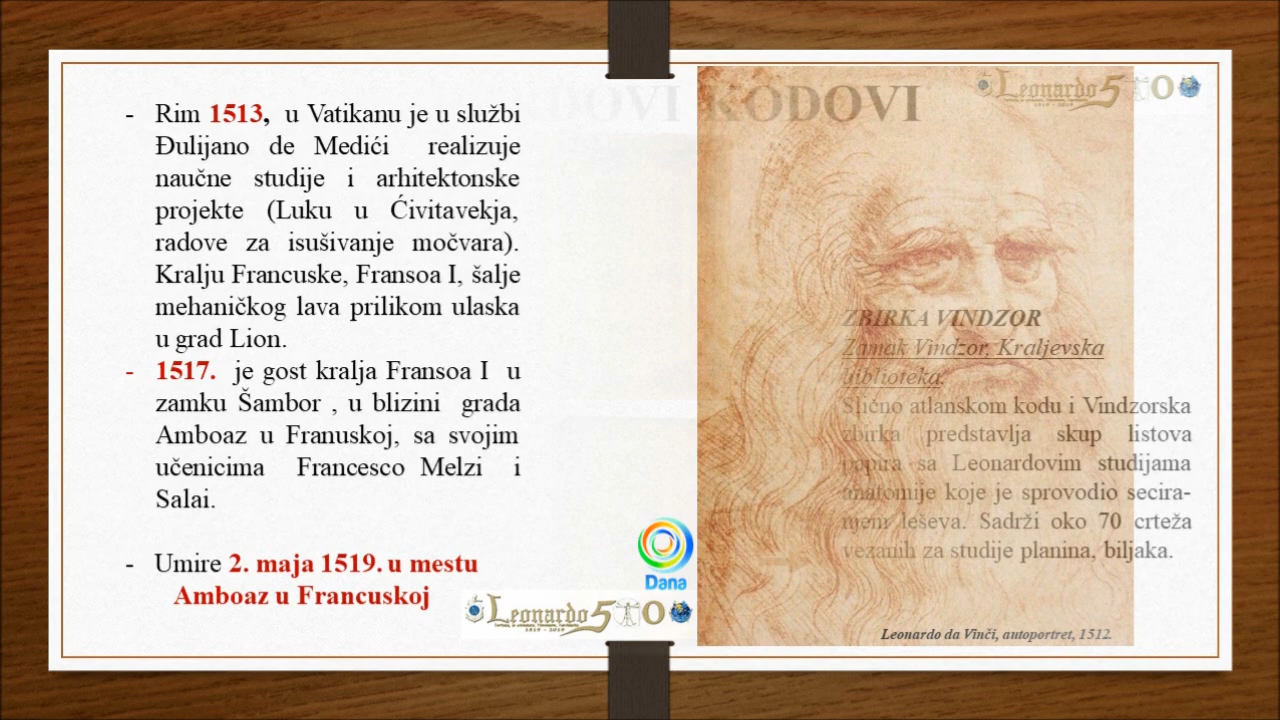 - Rim 1513, u Vatikanu je u službi
Đulijano de Medići realizuje
naučne studije i arhitektonske
projekte (Luku u Ćivitavekja,
radove za isušivanje močvara).
Kralju Francuske, Fransoa I, šalje
mehaničkog lava prilikom ulaska
u grad Lion.
- 1517. je gost kralja Fransoa I u
zamku Šambor , u blizini grada
Amboaz u Franuskoj, sa svojim
učenicima Francesco Melzi i
Salai.
- Umire 2. maja 1519. u mestu
Amboaz u Francuskoj
Dana
Leonardo 500
1519 - 2019
OVI KODOVI
Leonardo 500
ZBIRKA VINDZOR
Zamak Vindzor, Kraljevska
biblioteka.
Slično atlanskom kodu i Vindzorska
zbirka predstavlja skup listova
papira sa Leonardovim studijama
anatomije koje je sprovodio secira-
njem leševa. Sadrži oko 70 crteža
vezanih za studije planina, biljaka.
Leonardo da Vinči, autoportret, 1512.